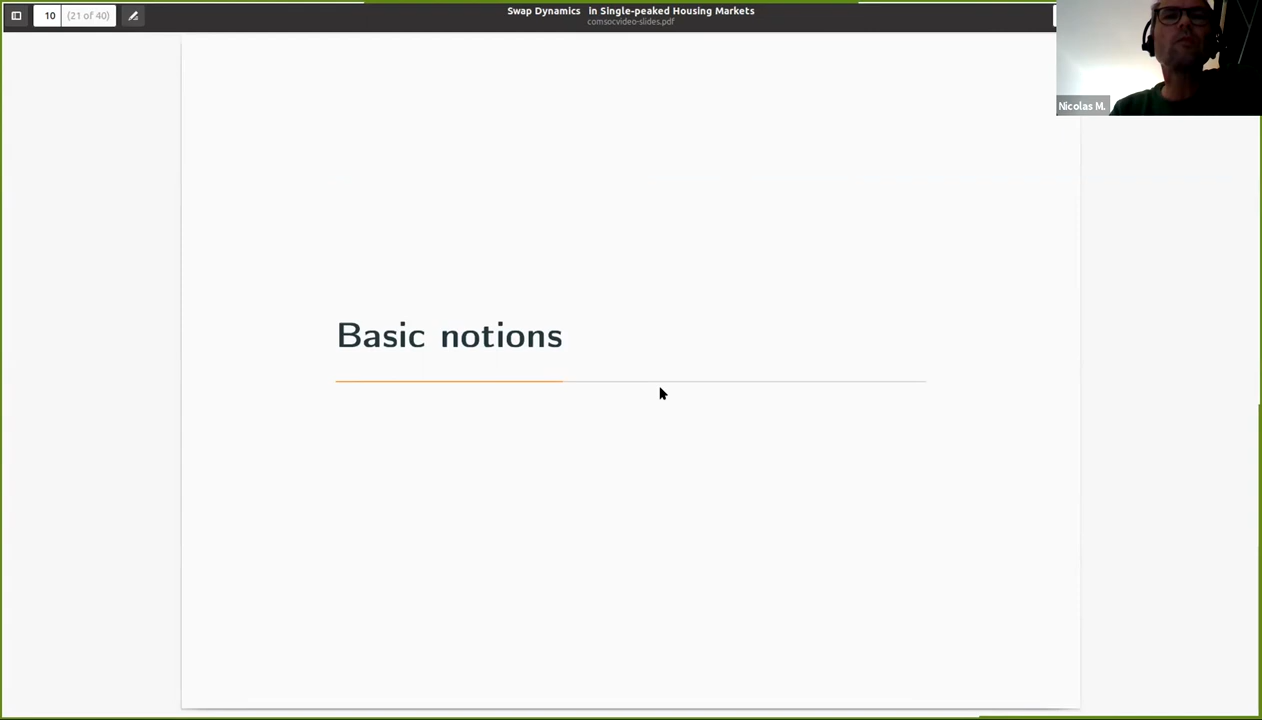 10 (21 of 40)
Swap Dynamics in Single-peaked Housing Markets
comsocvideo-slides.pdf
Nicolas M.
Basic notions